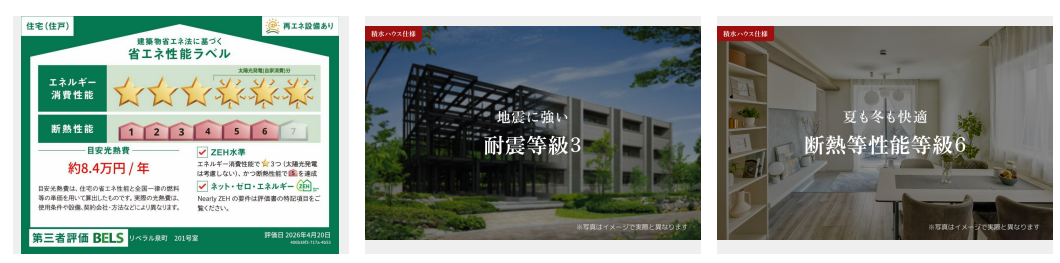 住宅(住戸)
再エネ設備あり
建築物省エネ法に基づく
省エネ性能ラベル
太陽光発電(自家消費)分
エネルギー
消費性能
断熱性能
1 2 3 4 5 6 7
目安光熱費
約8.4万円 / 年
目安光熱費は、住宅の省エネ性能と全国一律の燃料
等の単価を用いて算出したものです。実際の光熱費は、
使用条件や設備、契約会社・方法などにより異なります。
ZEH水準
エネルギー消費性能で★3つ (太陽光発電
は考慮しない)、かつ断熱性能で5を達成
ネット・ゼロ・エネルギー ZEH
Nearly ZEH の要件は評価書の特記項目をご
覧ください。
第三者評価 BELS
リベラル泉町 201号室
評価日 2026年4月20日
積水ハウス仕様
地震に強い
耐震等級3
※写真はイメージで実際と異なります
積水ハウス仕様
夏も冬も快適
断熱等性能等級6
※写真はイメージで実際と異なります